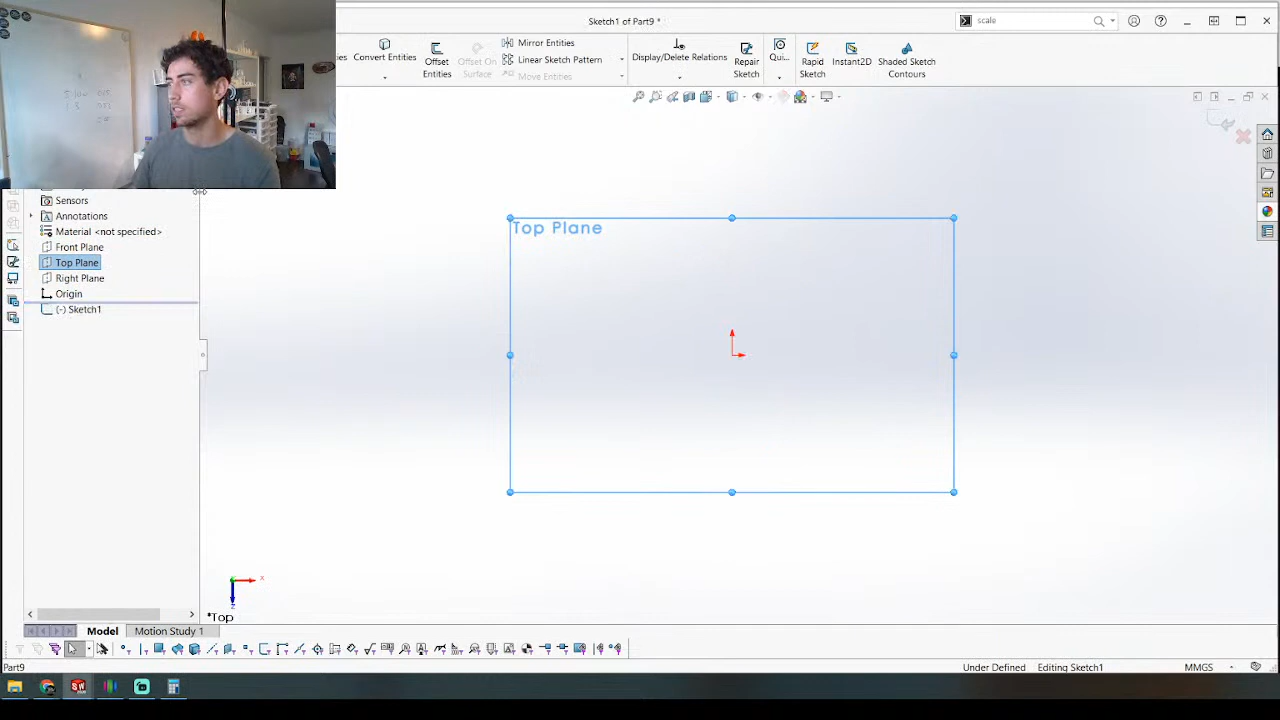 Sketch1 of Part9 *
scale
Convert Entities
Offset Entities
Offset On Surface
Mirror Entities
Linear Sketch Pattern
Move Entities
Display/Delete Relations
Repair Sketch
Qui...
Rapid Sketch
Instant2D
Shaded Sketch Contours
Sensors
Annotations
Material <not specified>
Front Plane
Top Plane
Right Plane
Origin
(-) Sketch1
Top Plane
x
z
*Top
Model
Motion Study 1
Part9
Under Defined
Editing Sketch1
MMGS